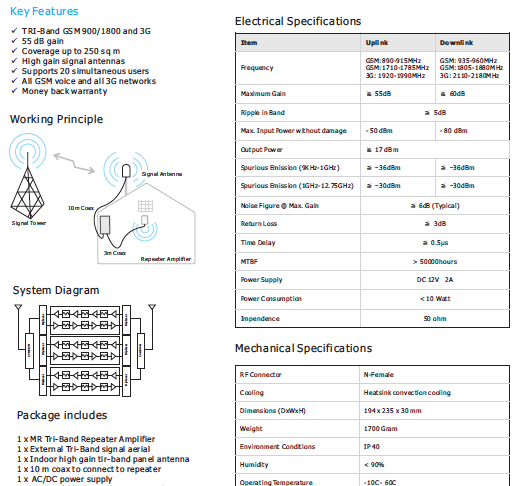 Key Features
✓ TRI-Band GSM900/1800 and 3G
✓ 55 dB gain
✓ Coverage up to 250 sq m
✓ High gain signal antennas
✓ Supports 20 simultaneous users
✓ All GSM voice and all 3G networks
✓ Money back warranty
Working Principle
Signal Antenna
10 m Coax
Signal Tower
3m Coax
Repeater Amplifier
System Diagram
Package includes
1 x MR Tri-Band Repeater Amplifier
1 x External Tri-Band signal aerial
1 x Indoor high gain tir-band panel antenna
1 x 10 m coax to connect to repeater
1 x AC/DC power supply
Electrical Specifications
Item Uplink Downlink
Frequency
GSM:890-915MHz GSM: 935-960MHz
GSM:1710-1785MHz GSM:1805-1880MHz
3G: 1920-1990MHz 3G: 2110-2180MHz
Maximum Gain ≦ 55dB ≦ 60dB
Ripple in Band ≦ 5dB
Max. Input Power without damage -50 dBm -80 dBm
Output Power ≦ 17 dBm
Spurious Emission (9KHz-1GHz) ≦ -36dBm ≦ -36dBm
Spurious Emission (1GHz-12.75GHz) ≦ -30dBm ≦ -30dBm
Noise Figure @ Max. Gain ≦ 6dB (Typical)
Return Loss ≦ 3dB
Time Delay ≦ 0.5μs
MTBF > 50000hours
Power Supply DC 12V 2A
Power Consumption < 10 Watt
Impendence 50 ohm
Mechanical Specifications
RF Connector N-Female
Cooling Heatsink convection cooling
Dimensions (DxWxH) 194 x 235 x 30 mm
Weight 1700 Gram
Environment Conditions IP 40
Humidity < 90%
Operating Temperature -10C - 60C